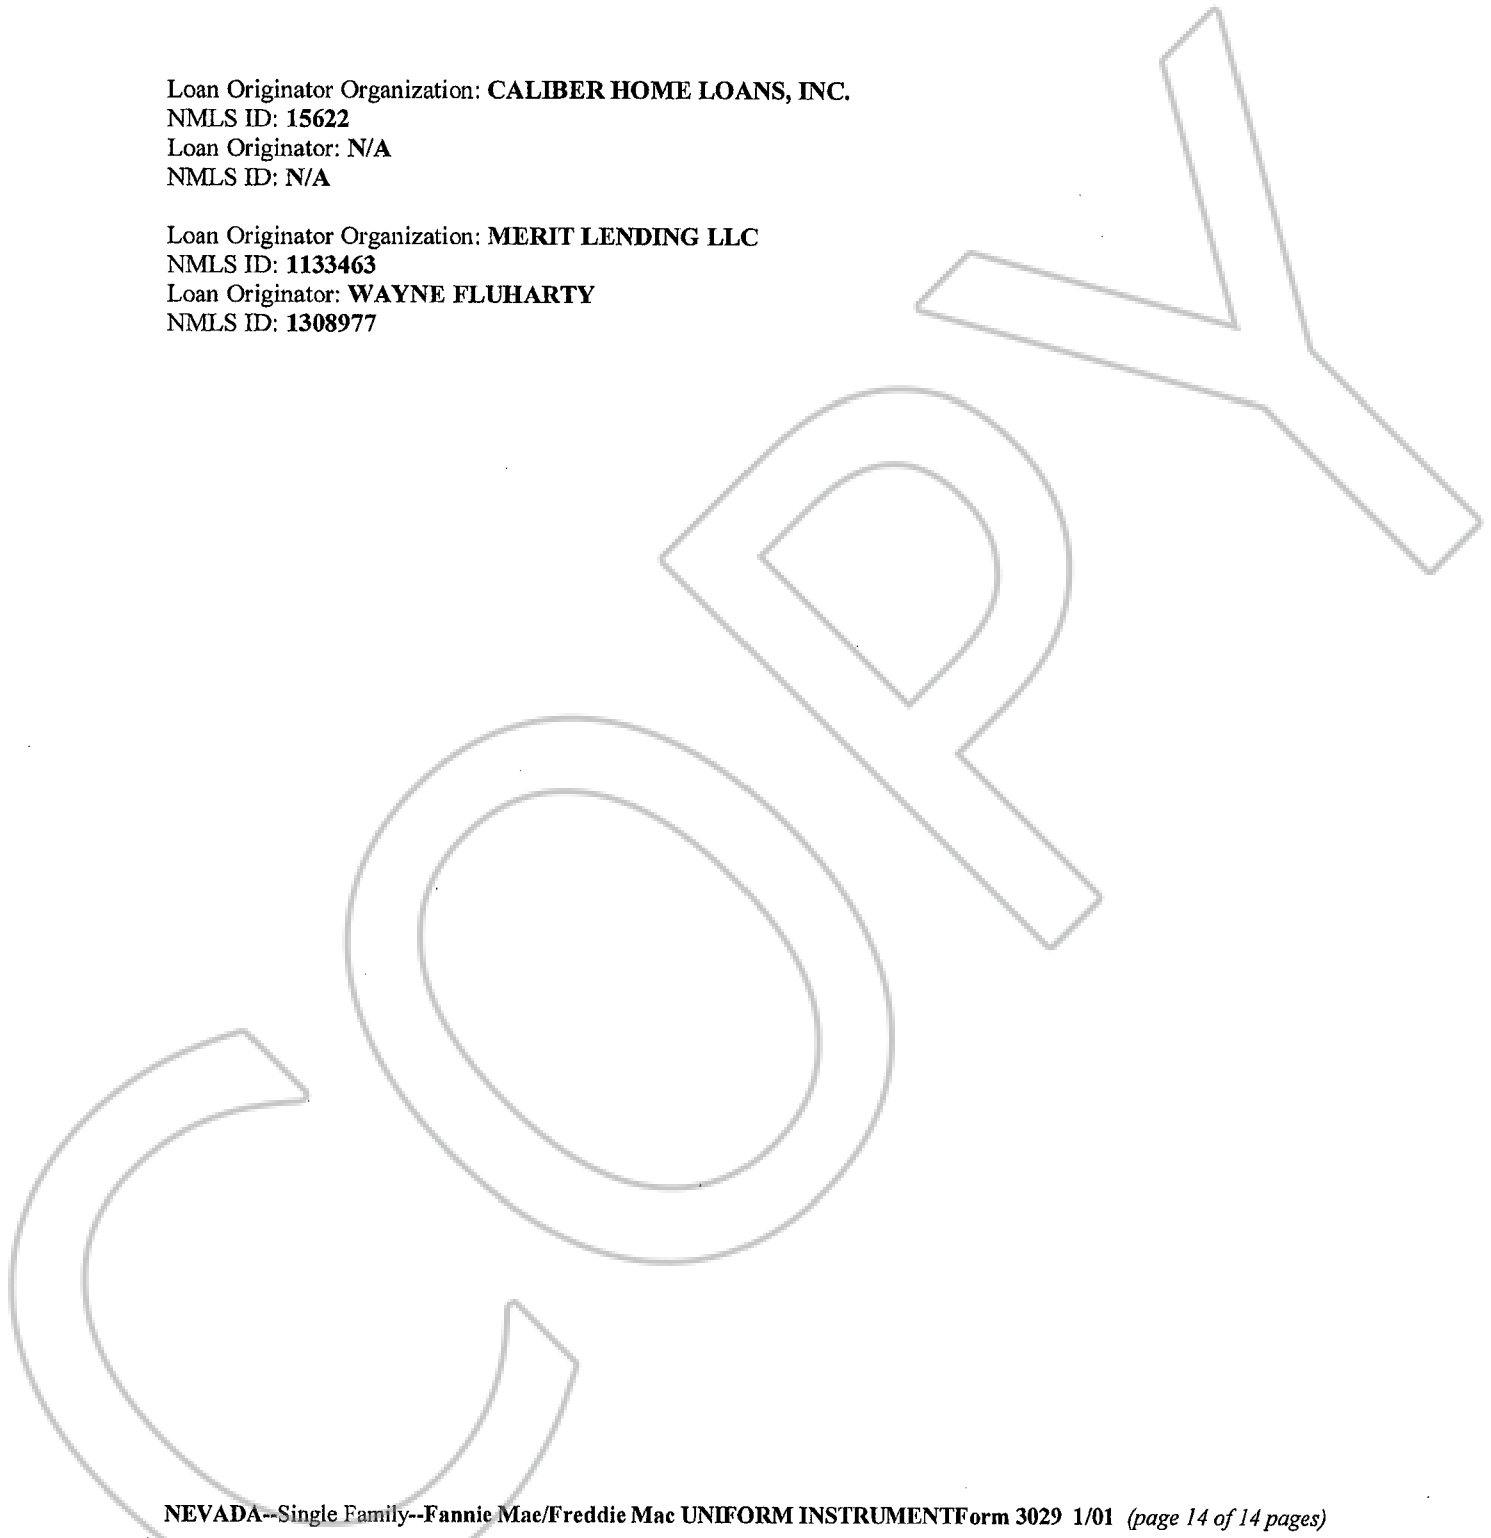 Loan Originator Organization: CALIBER HOME LOANS, INC.
NMLS ID: 15622
Loan Originator: N/A
NMLS ID: N/A
Loan Originator Organization: MERIT LENDING LLC
NMLS ID: 1133463
Loan Originator: WAYNE FLUHARTY
NMLS ID: 1308977
COPY
NEVADA--Single Family--Fannie Mae/Freddie Mac UNIFORM INSTRUMENTForm 3029 1/01 (page 14 of 14 pages)